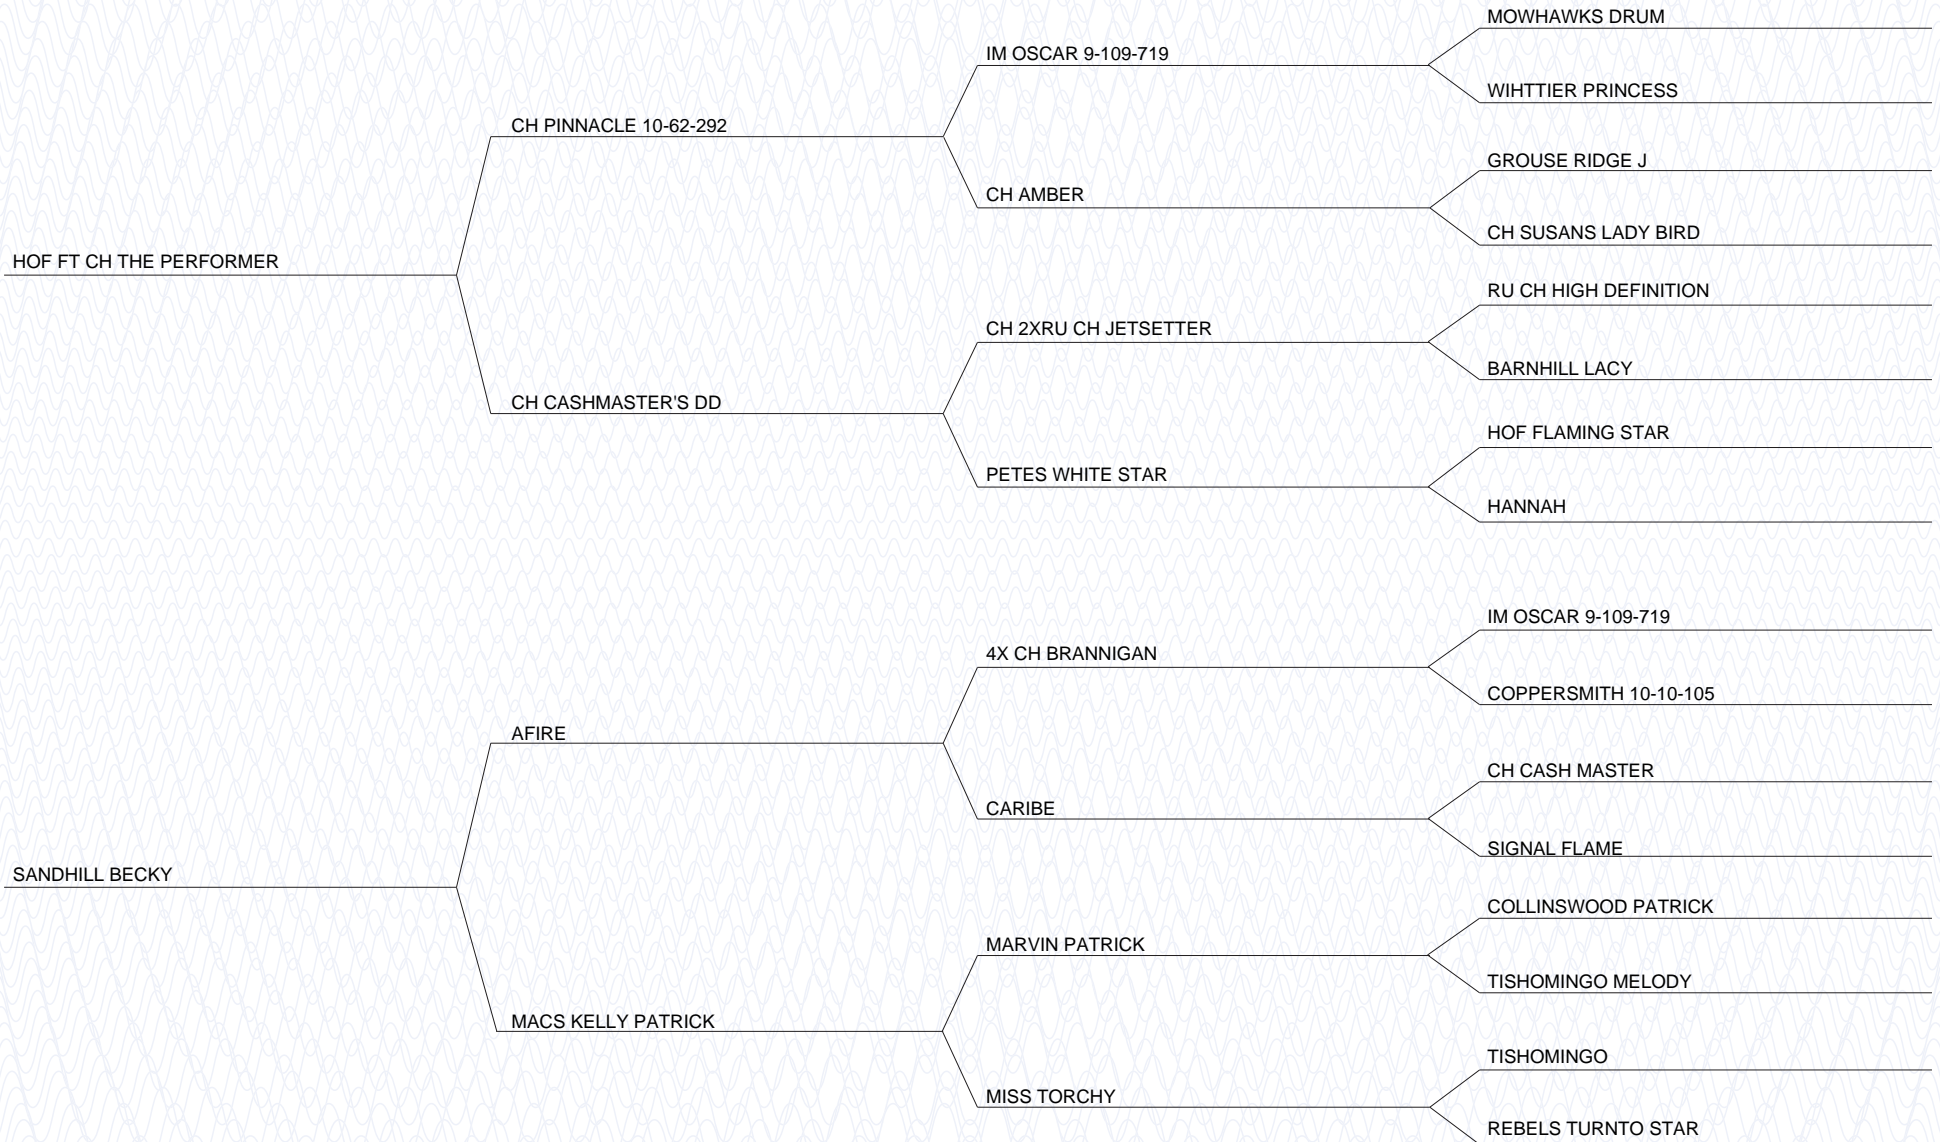 MOWHAWKS DRUM
IM OSCAR 9-109-719
WIHTTIER PRINCESS
CH PINNACLE 10-62-292
GROUSE RIDGE J
CH AMBER
CH SUSANS LADY BIRD
HOF FT CH THE PERFORMER
RU CH HIGH DEFINITION
CH 2XRU CH JETSETTER
BARNHILL LACY
CH CASHMASTER'S DD
HOF FLAMING STAR
PETES WHITE STAR
HANNAH
IM OSCAR 9-109-719
4X CH BRANNIGAN
COPPERSMITH 10-10-105
AFIRE
CH CASH MASTER
CARIBE
SIGNAL FLAME
SANDHILL BECKY
COLLINSWOOD PATRICK
MARVIN PATRICK
TISHOMINGO MELODY
MACS KELLY PATRICK
TISHOMINGO
MISS TORCHY
REBELS TURNTO STAR